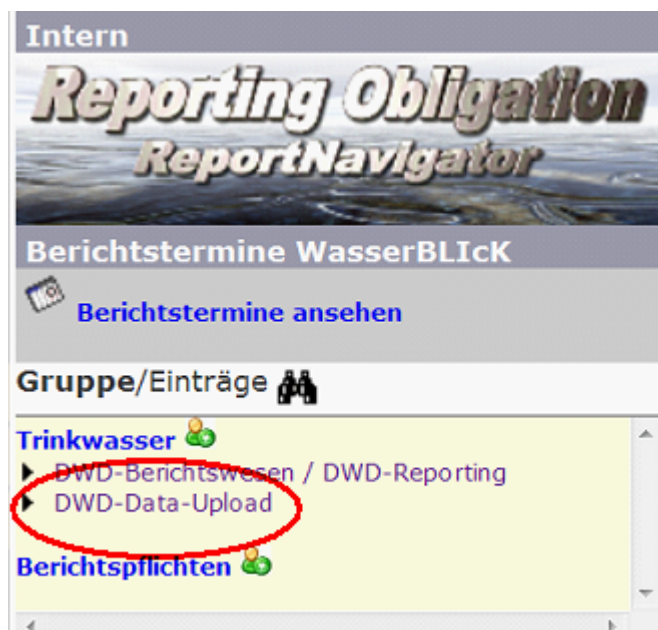 Intern
Reporting Obligation
ReportNavigator
Berichtstermine WasserBLIcK
Berichtstermine ansehen
Gruppe/Einträge
Trinkwasser
DWD-Berichtswesen / DWD-Reporting
DWD-Data-Upload
Berichtspflichten